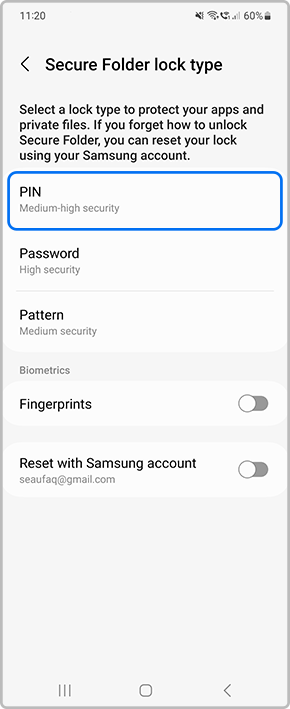 11:20
60%
Secure Folder lock type
Select a lock type to protect your apps and
private files. If you forget how to unlock
Secure Folder, you can reset your lock
using your Samsung account.
PIN
Medium-high security
Password
High security
Pattern
Medium security
Biometrics
Fingerprints
Reset with Samsung account
seaufaq@gmail.com